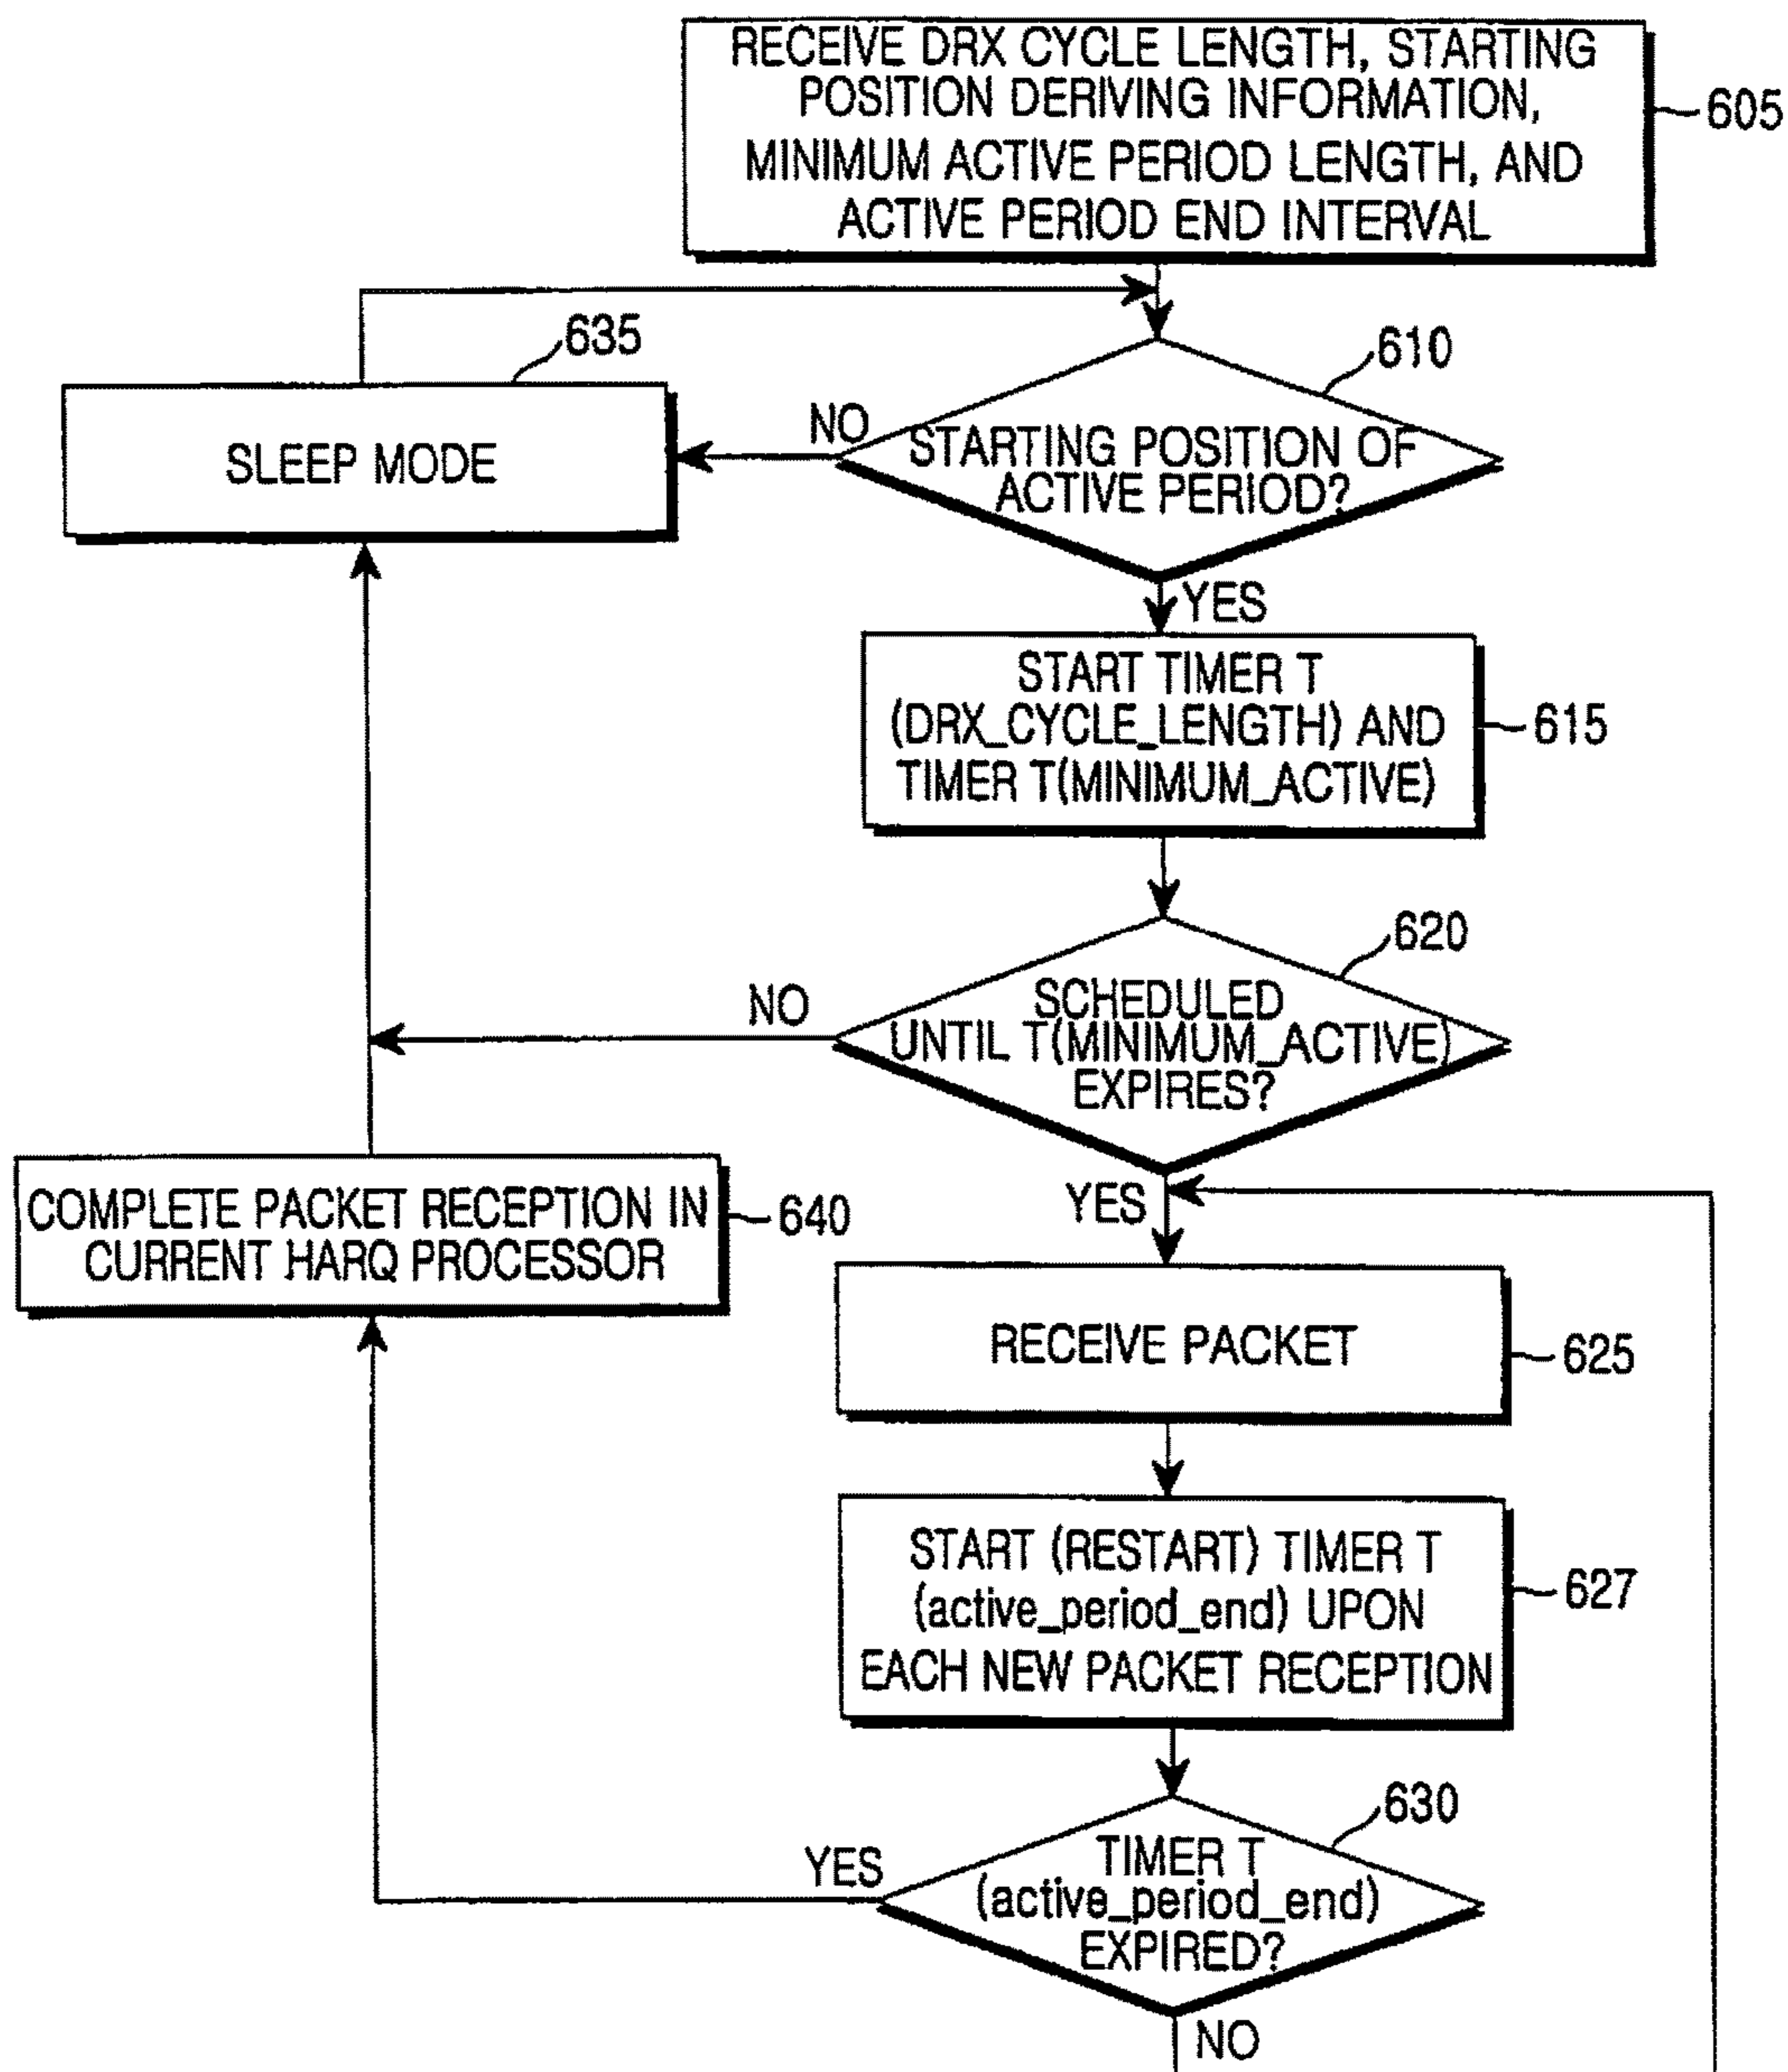 RECEIVE DRX CYCLE LENGTH, STARTING
POSITION DERIVING INFORMATION,
MINIMUM ACTIVE PERIOD LENGTH, AND
ACTIVE PERIOD END INTERVAL
605
635
610
SLEEP MODE
NO
STARTING POSITION OF
ACTIVE PERIOD?
YES
START TIMER T
(DRX_CYCLE_LENGTH) AND
TIMER T(MINIMUM_ACTIVE)
615
620
NO
SCHEDULED
UNTIL T(MINIMUM_ACTIVE)
EXPIRES?
YES
COMPLETE PACKET RECEPTION IN
CURRENT HARQ PROCESSOR
640
RECEIVE PACKET
625
START (RESTART) TIMER T
(active_period_end) UPON
EACH NEW PACKET RECEPTION
627
630
YES
TIMER T
(active_period_end)
EXPIRED?
NO